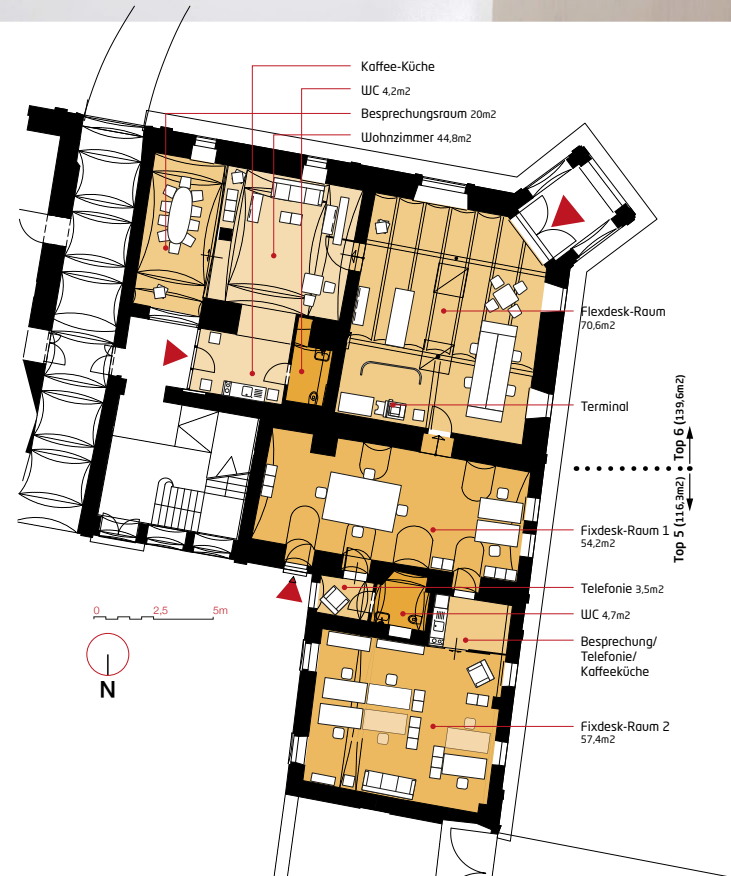 Kaffee-Küche
WC 4,2m2
Besprechungsraum 20m2
Wohnzimmer 44,8m2
Flexdesk-Raum
70,6m2
Terminal
Top 6 (139,6m2)
Top 5 (116,3m2)
Fixdesk-Raum 1
54,2m2
Telefonie 3,5m2
WC 4,7m2
Besprechung/
Telefonie/
Kaffeeküche
Fixdesk-Raum 2
57,4m2
0 2,5 5m
N